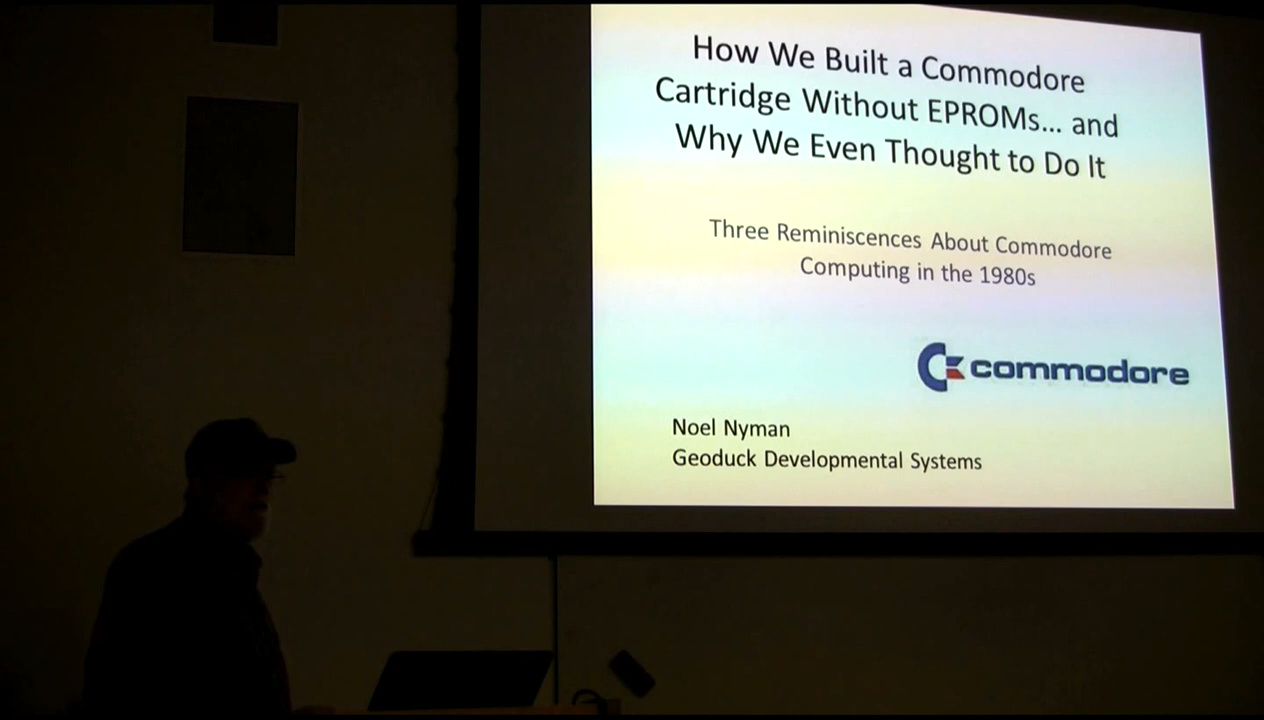 How We Built a Commodore
Cartridge Without EPROMs... and
Why We Even Thought to Do It
Three Reminiscences About Commodore
Computing in the 1980s
commodore
Noel Nyman
Geoduck Developmental Systems